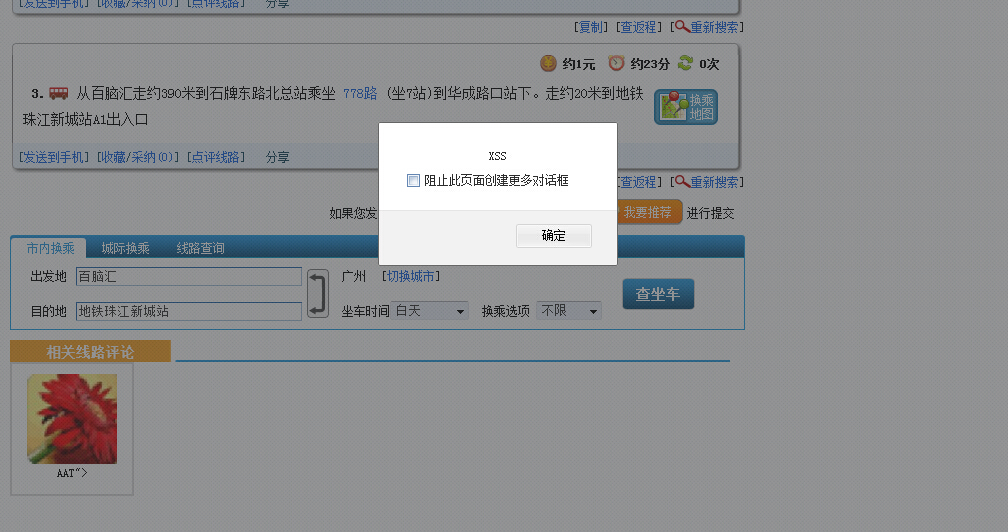 [发送到手机] [收藏/采纳(0)] [点评线路] 分享
[复制] [查返程] [重新搜索]
约1元 约23分 0次
3. 从百脑汇走约390米到石牌东路北总站乘坐 778路 (坐7站)到华成路口站下。走约20米到地铁
珠江新城站A1出入口
换乘
地图
[发送到手机] [收藏/采纳(0)] [点评线路] 分享
[查返程] [重新搜索]
XSS
阻止此页面创建更多对话框
确定
如果您发
我要推荐 进行提交
市内换乘 城际换乘 线路查询
出发地 百脑汇 广州 [切换城市]
目的地 地铁珠江新城站 坐车时间 白天 换乘选项 不限
查坐车
相关线路评论
AAT">